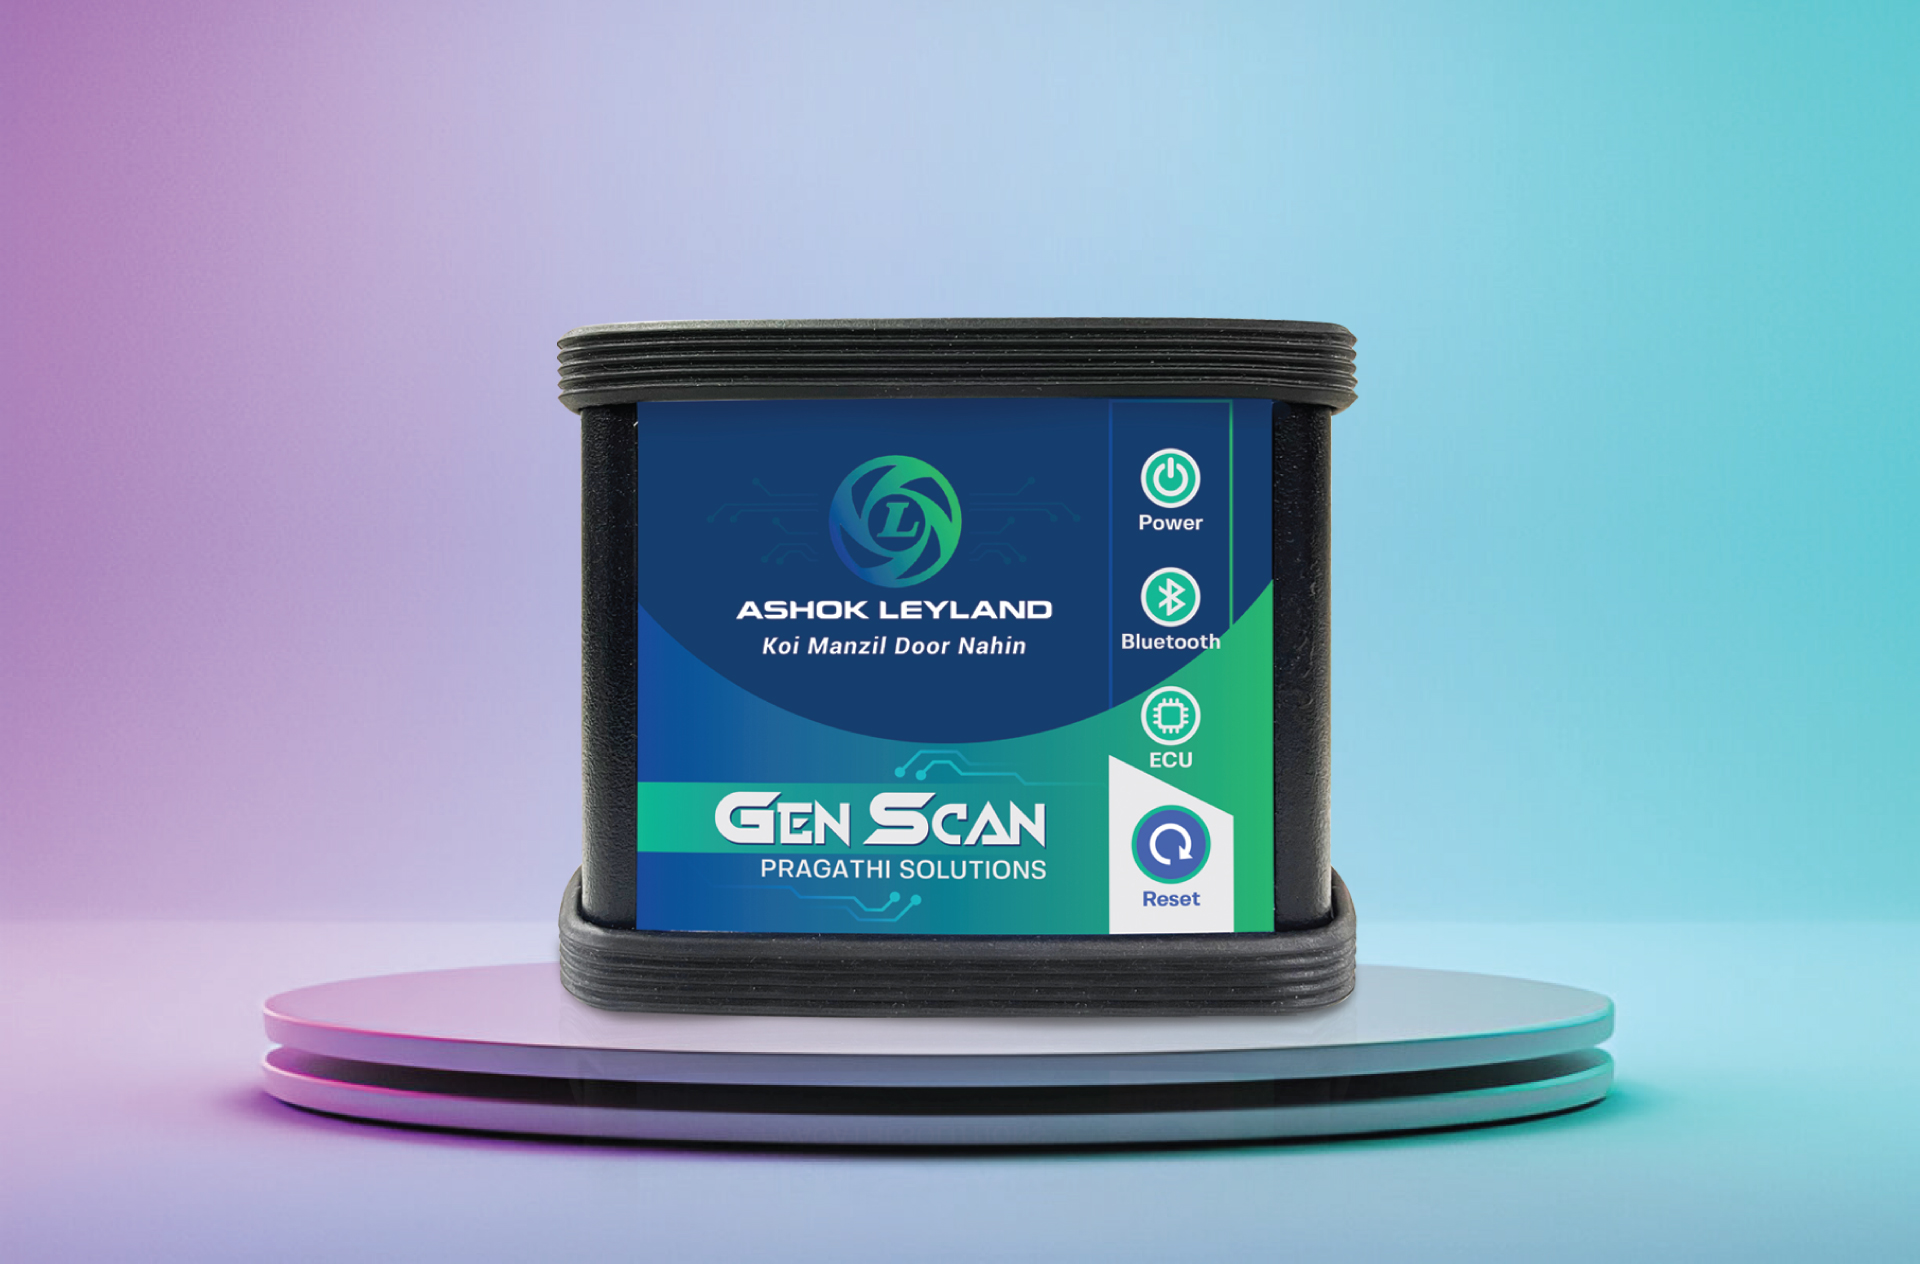 L
ASHOK LEYLAND
Koi Manzil Door Nahin
GEN SCAN
PRAGATHI SOLUTIONS
Power
Bluetooth
ECU
Reset